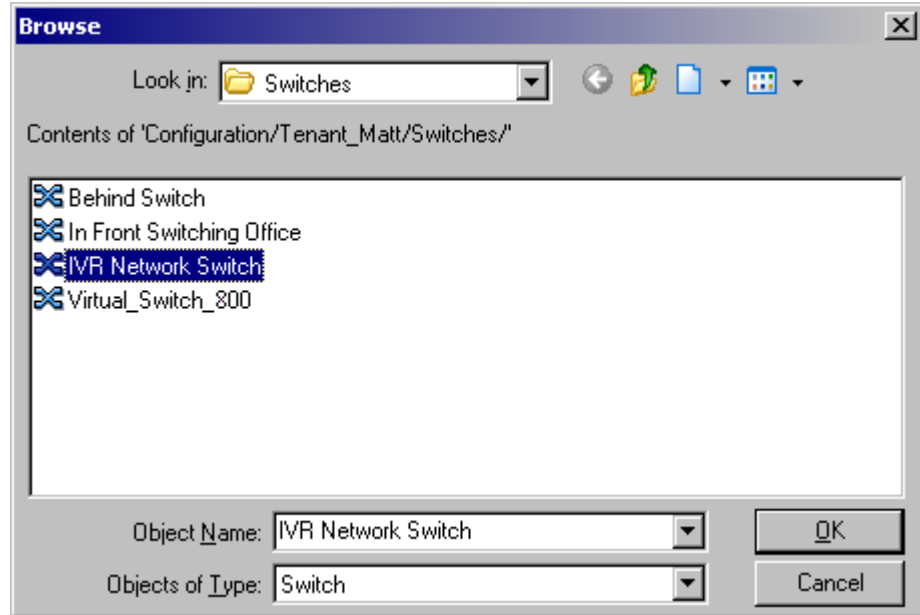 Browse
Look in: Switches
Contents of 'Configuration/Tenant_Matt/Switches/'
Behind Switch
In Front Switching Office
IVR Network Switch
Virtual_Switch_800
Object Name: IVR Network Switch OK
Objects of Type: Switch Cancel